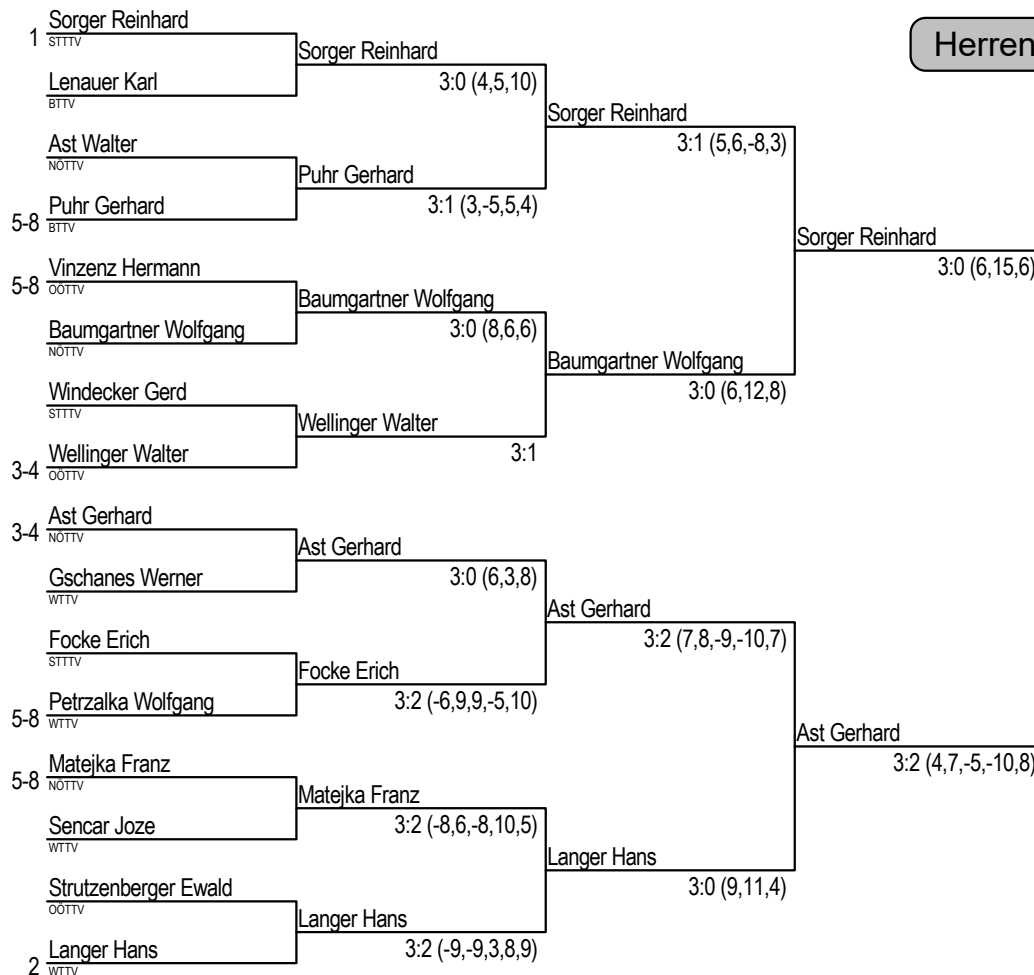 Herren
Sorger Reinhard
1
STTTV
Sorger Reinhard
Lenauer Karl
3:0 (4,5,10)
BTTV
Sorger Reinhard
Ast Walter
3:1 (5,6,-8,3)
NÖTTV
Puhr Gerhard
Puhr Gerhard
3:1 (3,-5,5,4)
5-8
BTTV
Sorger Reinhard
Vinzenz Hermann
3:0 (6,15,6)
5-8
OÖTTV
Baumgartner Wolfgang
Baumgartner Wolfgang
3:0 (8,6,6)
NÖTTV
Baumgartner Wolfgang
Windecker Gerd
3:0 (6,12,8)
STTTV
Wellinger Walter
Wellinger Walter
3:1
3-4
OÖTTV
Ast Gerhard
3-4
NÖTTV
Ast Gerhard
Gschanes Werner
3:0 (6,3,8)
WTTV
Ast Gerhard
Focke Erich
3:2 (7,8,-9,-10,7)
STTTV
Focke Erich
Petrzalka Wolfgang
3:2 (-6,9,9,-5,10)
5-8
WTTV
Ast Gerhard
Matejka Franz
3:2 (4,7,-5,-10,8)
5-8
NÖTTV
Matejka Franz
Sencar Joze
3:2 (-8,6,-8,10,5)
WTTV
Langer Hans
Strutzenberger Ewald
3:0 (9,11,4)
OÖTTV
Langer Hans
Langer Hans
3:2 (-9,-9,3,8,9)
2
WTTV